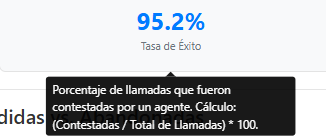 95.2%
Tasa de Éxito
Porcentaje de llamadas que fueron
contestadas por un agente. Cálculo:
(Contestadas / Total de Llamadas) * 100.